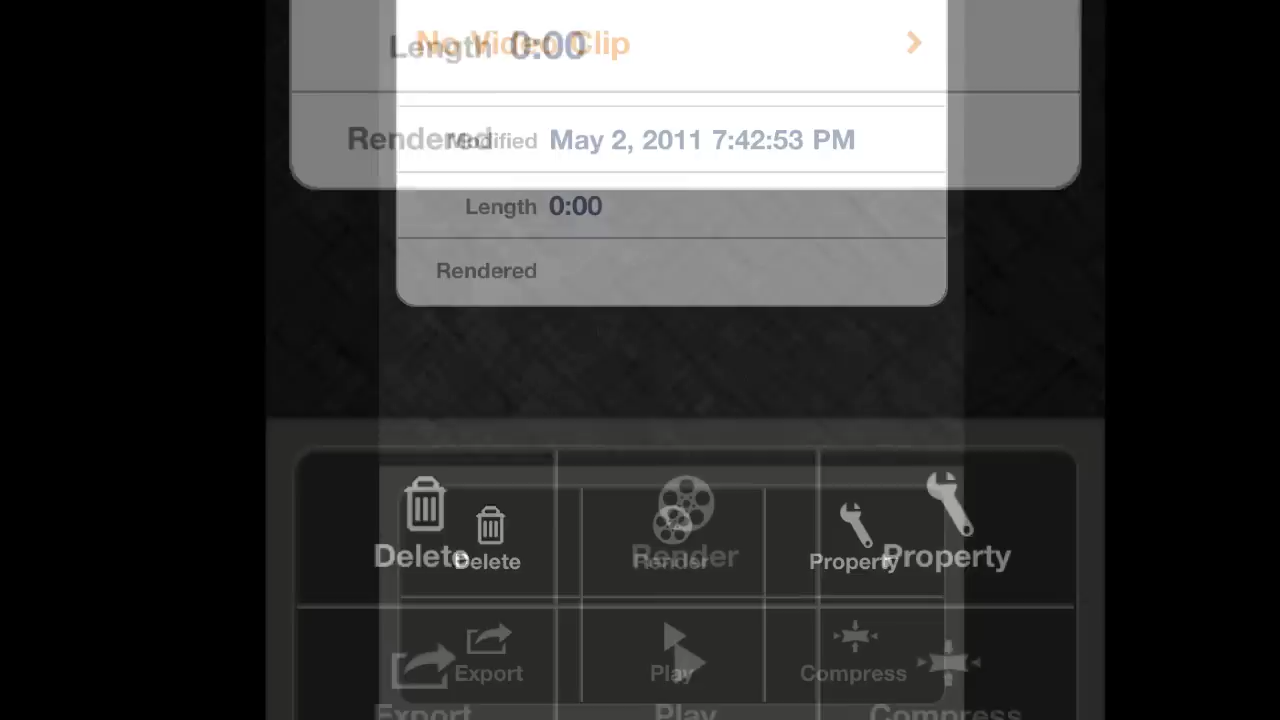 No Video Clip
Length 0:00
Rendered
Modified May 2, 2011 7:42:53 PM
Length 0:00
Rendered
Delete Render Property
Delete Render Property
Export Play Compress
Export Play Compress